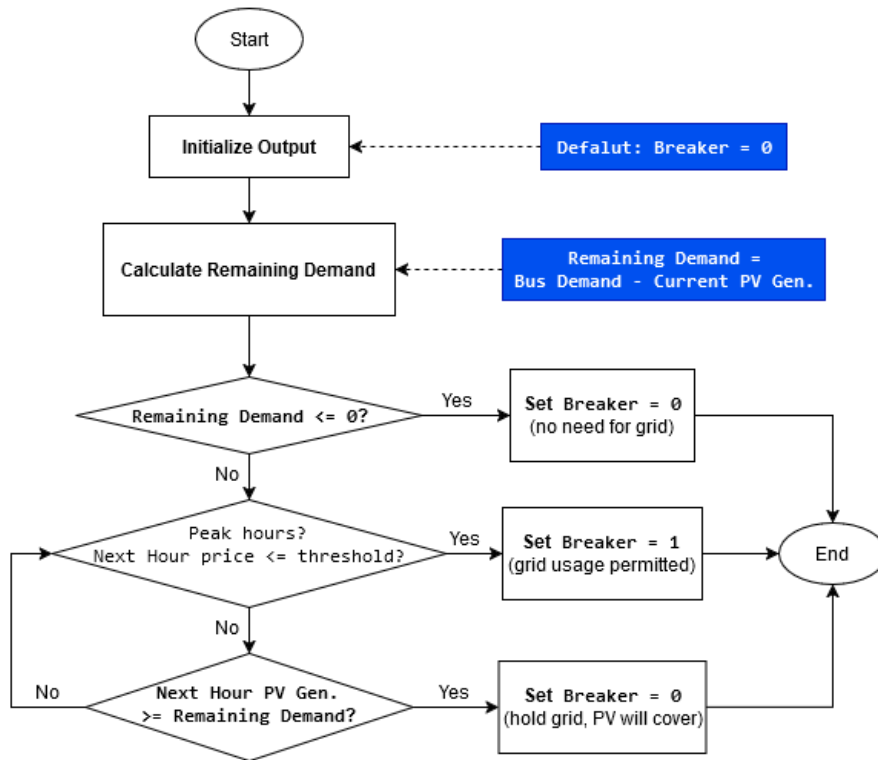 Start
Initialize Output
Defalut: Breaker = 0
Calculate Remaining Demand
Remaining Demand =
Bus Demand - Current PV Gen.
Remaining Demand <= 0?
Yes
Set Breaker = 0
(no need for grid)
No
Peak hours?
Next Hour price <= threshold?
Yes
Set Breaker = 1
(grid usage permitted)
End
No
No
Next Hour PV Gen.
>= Remaining Demand?
Yes
Set Breaker = 0
(hold grid, PV will cover)